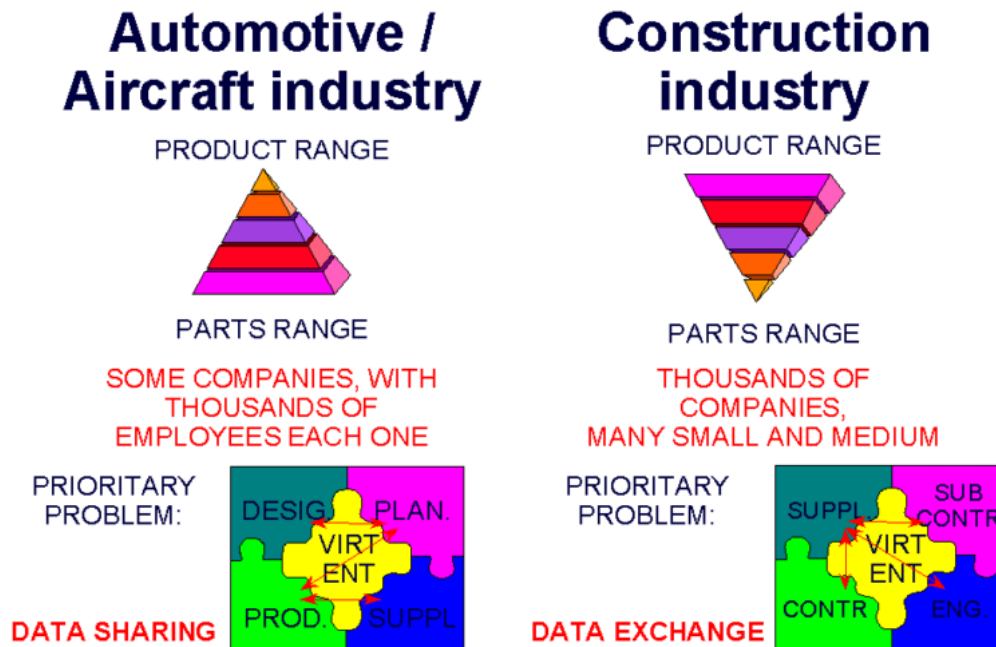 Automotive /
Aircraft industry
PRODUCT RANGE
PARTS RANGE
SOME COMPANIES, WITH
THOUSANDS OF
EMPLOYEES EACH ONE
PRIORITARY
PROBLEM:
DESIG.
PLAN.
VIRT
ENT
PROD.
SUPPL
DATA SHARING
Construction
industry
PRODUCT RANGE
PARTS RANGE
THOUSANDS OF
COMPANIES,
MANY SMALL AND MEDIUM
PRIORITARY
PROBLEM:
SUPPL.
SUB
CONTR
VIRT
ENT
CONTR
ENG.
DATA EXCHANGE